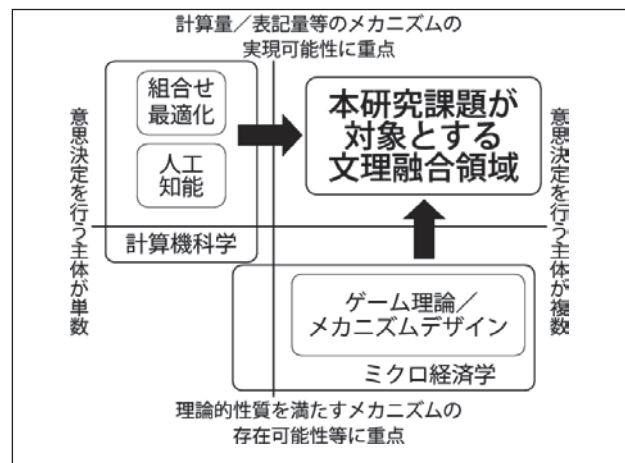 計算量／表記量等のメカニズムの
実現可能性に重点
組合せ
最適化
人工
知能
計算機科学
本研究課題が
対象とする
文理融合領域
意思決定を行う主体が単数
意思決定を行う主体が複数
ゲーム理論／
メカニズムデザイン
ミクロ経済学
理論的性質を満たすメカニズムの
存在可能性等に重点